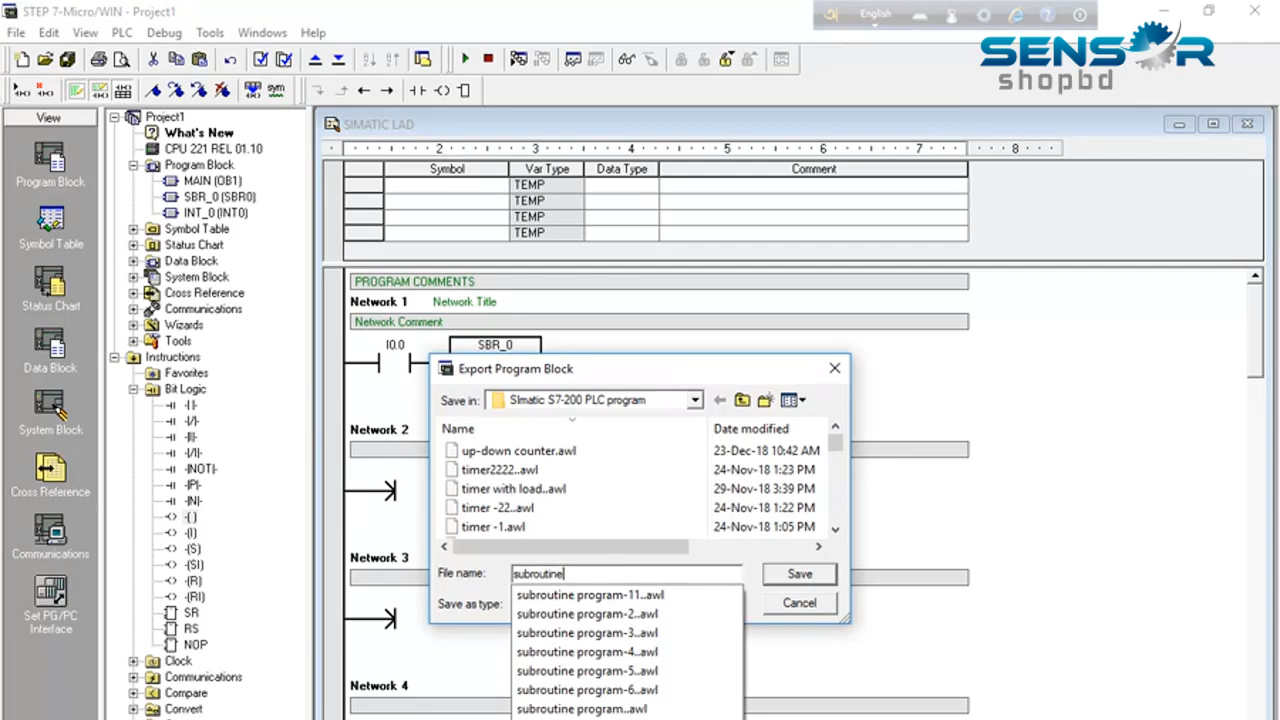 STEP 7-Micro/WIN - Project1
English
File Edit View PLC Debug Tools Windows Help
SENSOR
shopbd
sym
View
Program Block
Symbol Table
Status Chart
Data Block
System Block
Cross Reference
Communications
Set PG/PC
Interface
Project1
What's New
CPU 221 REL 01.10
Program Block
MAIN (OB1)
SBR_0 (SBR0)
INT_0 (INT0)
Symbol Table
Status Chart
Data Block
System Block
Cross Reference
Communications
Wizards
Tools
Instructions
Favorites
Bit Logic
-| |-
-|/|-
-|I|-
-|/I|-
-|NOT|-
-|P|-
-|N|-
-( )
-(I)
-(S)
-(SI)
-(R)
-(RI)
SR
RS
NOP
Clock
Communications
Compare
Convert
SIMATIC LAD
2 3 4 5 6 7 8
Symbol Var Type Data Type Comment
TEMP
TEMP
TEMP
TEMP
PROGRAM COMMENTS
Network 1 Network Title
Network Comment
I0.0 SBR_0
Network 2
Network 3
Network 4
Export Program Block
Save in: SImatic S7-200 PLC program
Name Date modified
up-down counter.awl 23-Dec-18 10:42 AM
timer2222..awl 24-Nov-18 1:23 PM
timer with load..awl 29-Nov-18 3:39 PM
timer -22..awl 24-Nov-18 1:22 PM
timer -1.awl 24-Nov-18 1:05 PM
File name: subroutine Save
Save as type: Cancel
subroutine program-11..awl
subroutine program-2..awl
subroutine program-3..awl
subroutine program-4..awl
subroutine program-5..awl
subroutine program-6..awl
subroutine program..awl